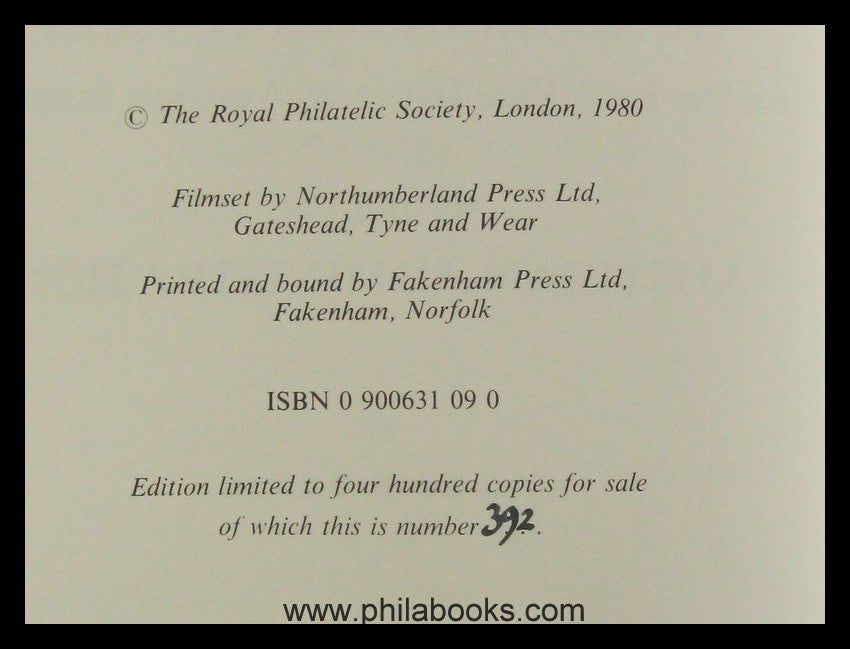 © The Royal Philatelic Society, London, 1980
Filmset by Northumberland Press Ltd,
Gateshead, Tyne and Wear
Printed and bound by Fakenham Press Ltd,
Fakenham, Norfolk
ISBN 0 900631 09 0
Edition limited to four hundred copies for sale
of which this is number 392.
www.philabooks.com